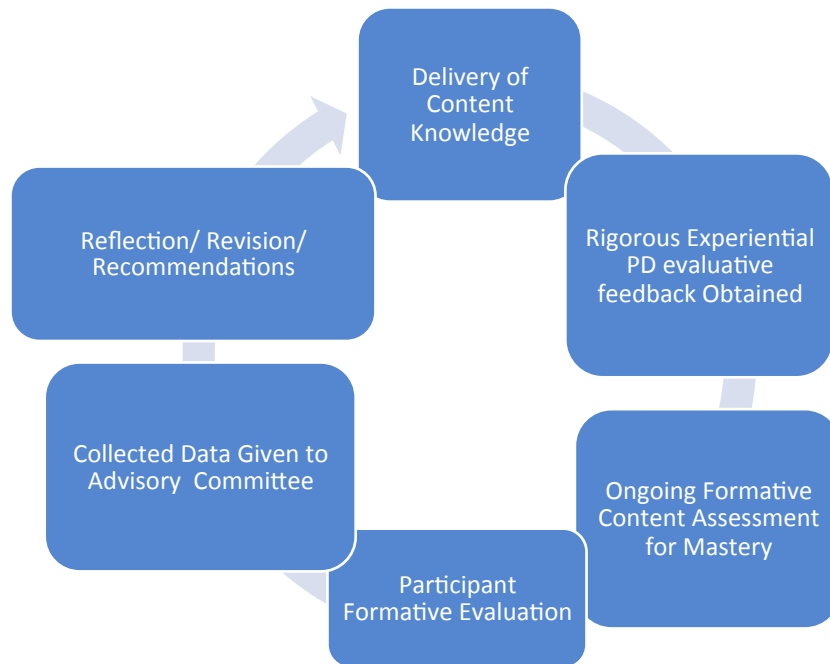 Delivery of
Content
Knowledge
Rigorous Experiential
PD evaluative
feedback Obtained
Ongoing Formative
Content Assessment
for Mastery
Participant
Formative Evaluation
Collected Data Given to
Advisory Committee
Reflection/ Revision/
Recommendations